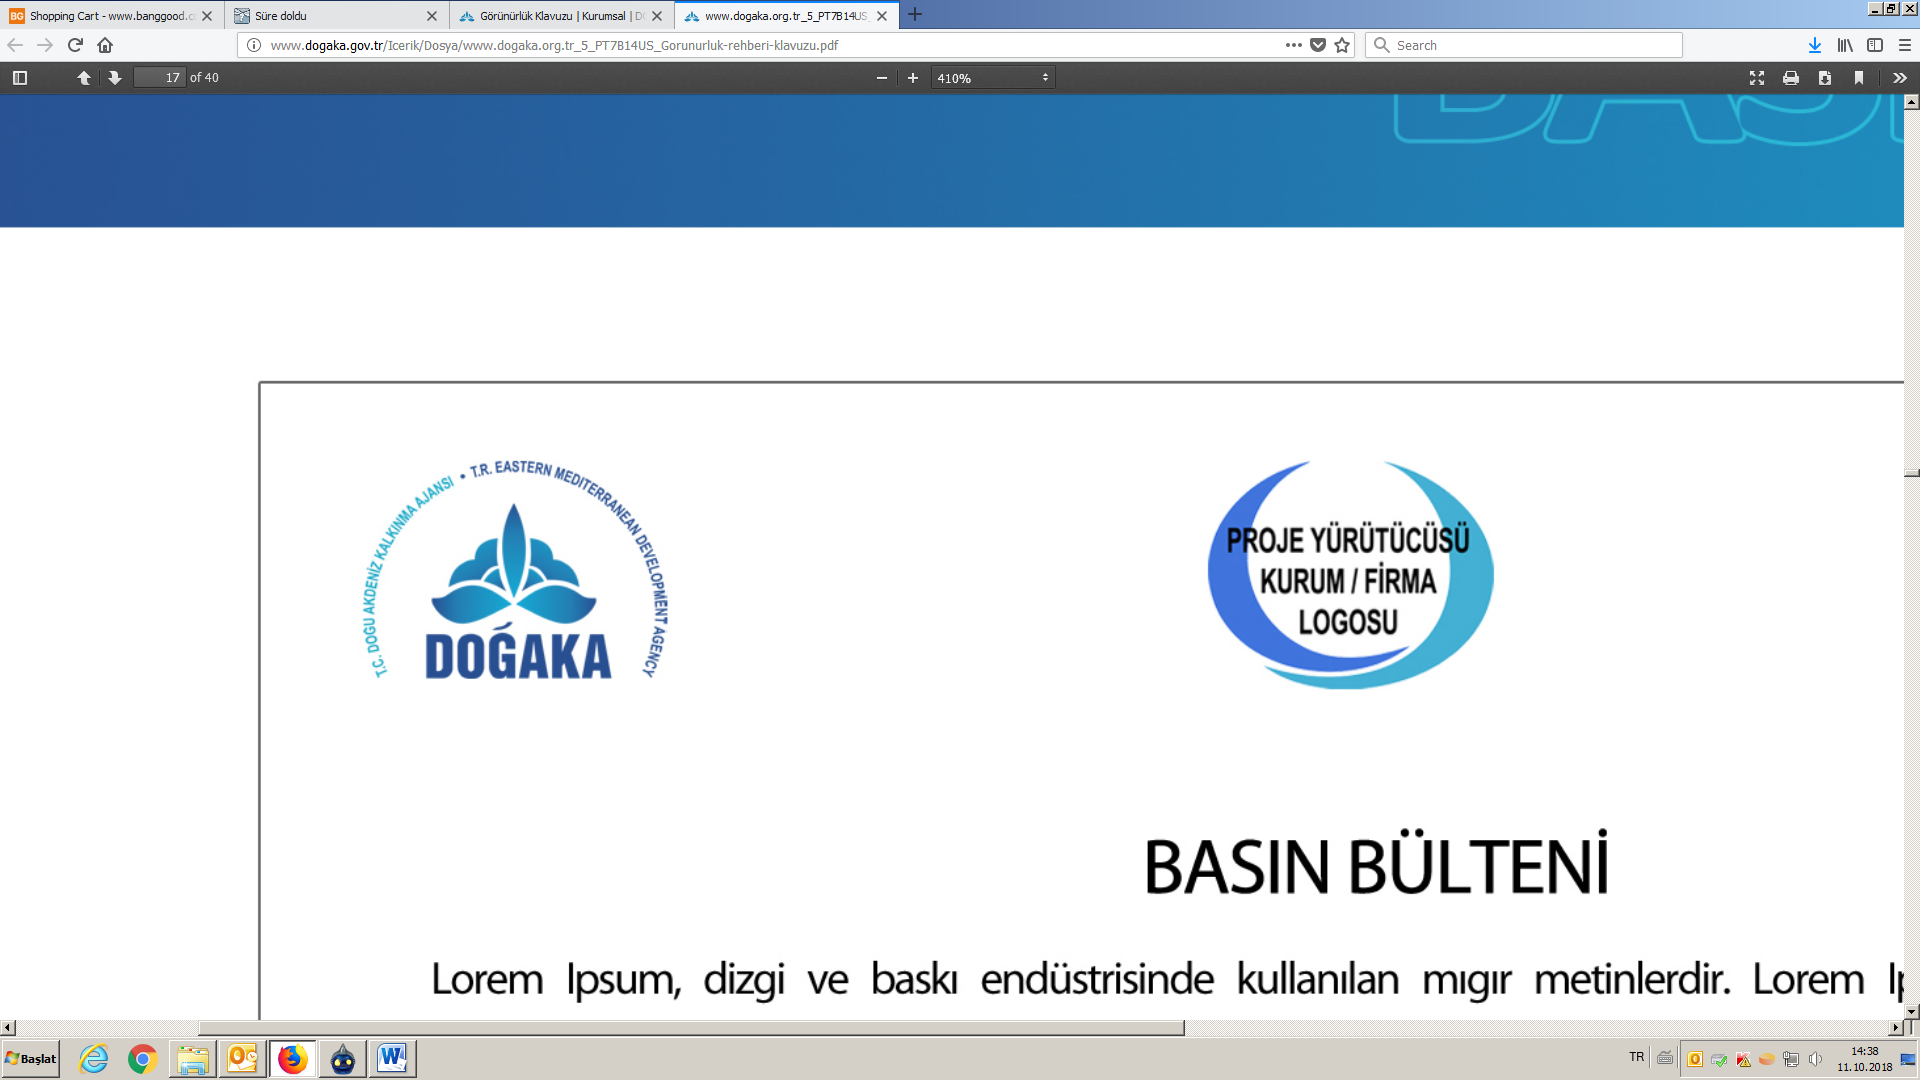 Shopping Cart - www.banggood.c
Süre doldu
Görünürlük Klavuzu | Kurumsal | D
www.dogaka.org.tr_5_PT7B14US
www.dogaka.gov.tr/Icerik/Dosya/www.dogaka.org.tr_5_PT7B14US_Gorunurluk-rehberi-klavuzu.pdf
Search
17 of 40
410%
T.C. DOĞU AKDENİZ KALKINMA AJANSI • T.R. EASTERN MEDITERRANEAN DEVELOPMENT AGENCY
DOĞAKA
PROJE YÜRÜTÜCÜSÜ
KURUM / FİRMA
LOGOSU
BASIN BÜLTENİ
Lorem Ipsum, dizgi ve baskı endüstrisinde kullanılan mıgır metinlerdir. Lorem
Başlat
TR
14:38
11.10.2018